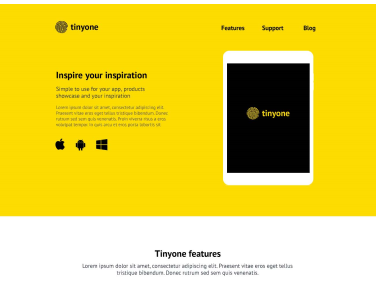 tinyone
Features Support Blog
Inspire your inspiration
Simple to use for your app, products
showcase and your inspiration
Lorem ipsum dolor sit amet, consectetur adipiscing elit.
Praesent vitae eros eget tellus tristique bibendum. Donec
rutrum sed sem quis venenatis. Proin viverra risus a eros
volutpat tempor. In quis arcu et eros porta lobortis sit.
tinyone
Tinyone features
Lorem ipsum dolor sit amet, consectetur adipiscing elit. Praesent vitae eros eget tellus
tristique bibendum. Donec rutrum sed sem quis venenatis.